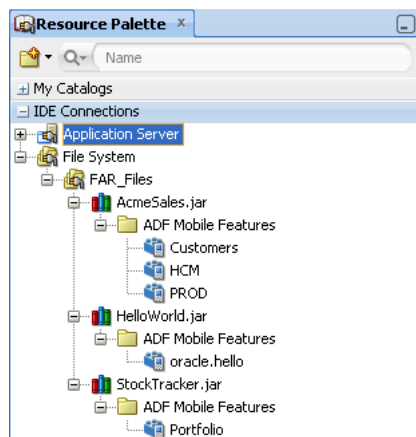 Resource Palette x
Name
My Catalogs
IDE Connections
Application Server
File System
FAR_Files
AcmeSales.jar
ADF Mobile Features
Customers
HCM
PROD
HelloWorld.jar
ADF Mobile Features
oracle.hello
StockTracker.jar
ADF Mobile Features
Portfolio